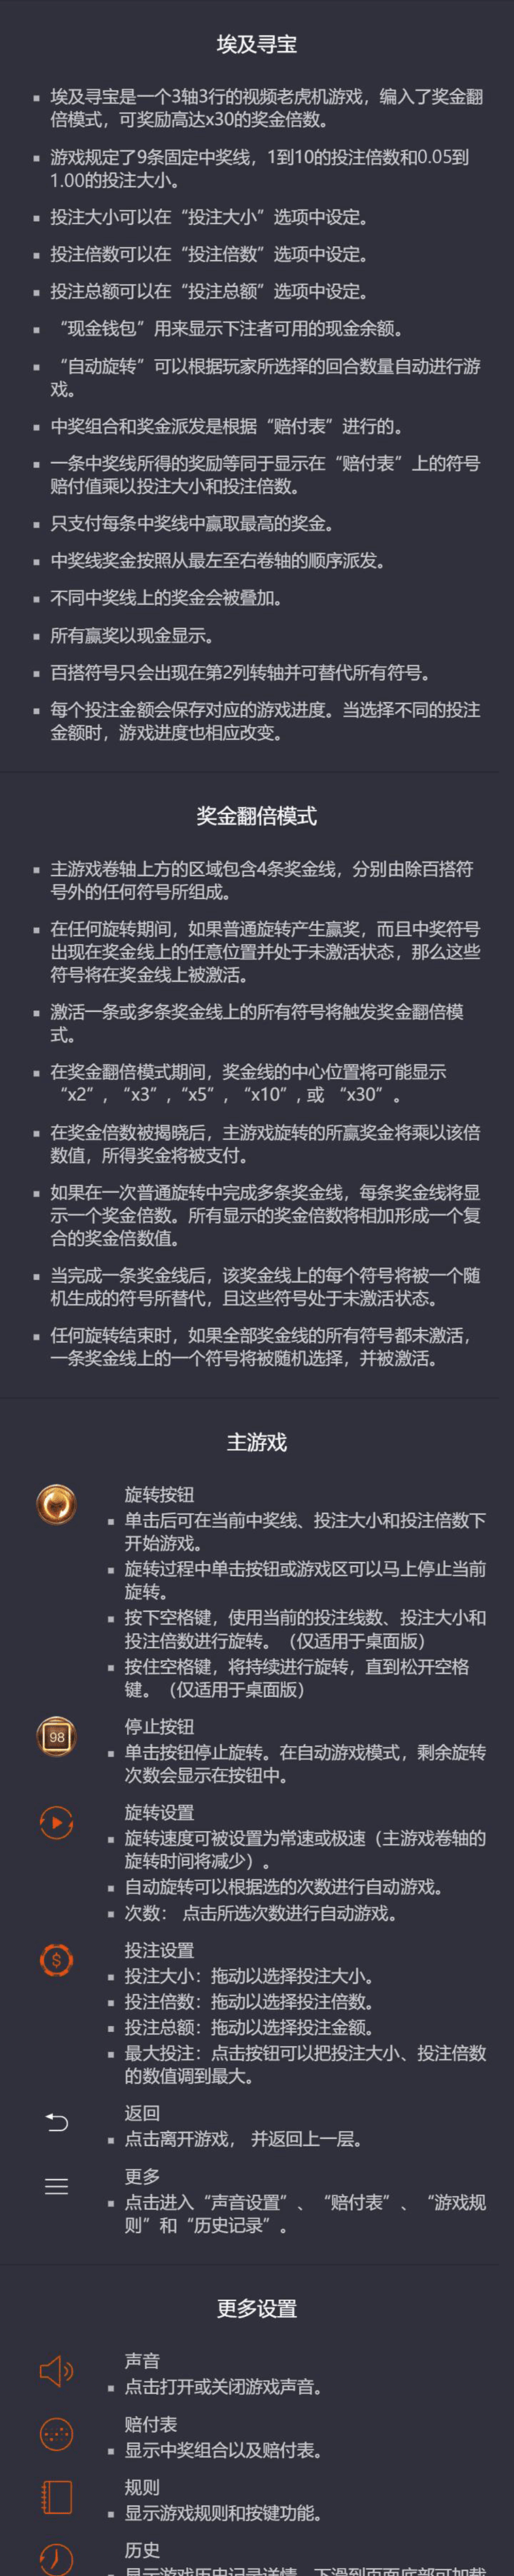 埃及寻宝
埃及寻宝是一个3轴3行的视频老虎机游戏，编入了奖金翻
倍模式，可奖励高达x30的奖金倍数。
游戏规定了9条固定中奖线，1到10的投注倍数和0.05到
1.00的投注大小。
投注大小可以在“投注大小”选项中设定。
投注倍数可以在“投注倍数”选项中设定。
投注总额可以在“投注总额”选项中设定。
“现金钱包”用来显示下注者可用的现金余额。
“自动旋转”可以根据玩家所选择的回合数量自动进行游
戏。
中奖组合和奖金派发是根据“赔付表”进行的。
一条中奖线所得的奖励等同于显示在“赔付表”上的符号
赔付值乘以投注大小和投注倍数。
只支付每条中奖线中赢取最高的奖金。
中奖线奖金按照从最左至右卷轴的顺序派发。
不同中奖线上的奖金会被叠加。
所有赢奖以现金显示。
百搭符号只会出现在第2列转轴并可替代所有符号。
每个投注金额会保存对应的游戏进度。当选择不同的投注
金额时，游戏进度也相应改变。
奖金翻倍模式
主游戏卷轴上方的区域包含4条奖金线，分别由除百搭符
号外的任何符号所组成。
在任何旋转期间，如果普通旋转产生赢奖，而且中奖符号
出现在奖金线上的任意位置并处于未激活状态，那么这些
符号将在奖金线上被激活。
激活一条或多条奖金线上的所有符号将触发奖金翻倍模
式。
在奖金翻倍模式期间，奖金线的中心位置将可能显示
“x2”，“x3”,“x5”，“x10”, 或 “x30”。
在奖金倍数被揭晓后，主游戏旋转的所赢奖金将乘以该倍
数值，所得奖金将被支付。
如果在一次普通旋转中完成多条奖金线，每条奖金线将显
示一个奖金倍数。所有显示的奖金倍数将相加形成一个复
合的奖金倍数值。
当完成一条奖金线后，该奖金线上的每个符号将被一个随
机生成的符号所替代，且这些符号处于未激活状态。
任何旋转结束时，如果全部奖金线的所有符号都未激活，
一条奖金线上的一个符号将被随机选择，并被激活。
主游戏
旋转按钮
单击后可在当前中奖线、投注大小和投注倍数下
开始游戏。
旋转过程中单击按钮或游戏区可以马上停止当前
旋转。
按下空格键，使用当前的投注线数、投注大小和
投注倍数进行旋转。（仅适用于桌面版）
按住空格键，将持续进行旋转，直到松开空格
键。（仅适用于桌面版）
98
停止按钮
单击按钮停止旋转。在自动游戏模式，剩余旋转
次数会显示在按钮中。
旋转设置
旋转速度可被设置为常速或极速（主游戏卷轴的
旋转时间将减少）。
自动旋转可以根据选的次数进行自动游戏。
次数： 点击所选次数进行自动游戏。
$
投注设置
投注大小：拖动以选择投注大小。
投注倍数：拖动以选择投注倍数。
投注总额：拖动以选择投注金额。
最大投注：点击按钮可以把投注大小、投注倍数
的数值调到最大。
返回
点击离开游戏， 并返回上一层。
更多
点击进入“声音设置”、“赔付表”、“游戏规
则”和“历史记录”。
更多设置
声音
点击打开或关闭游戏声音。
赔付表
显示中奖组合以及赔付表。
规则
显示游戏规则和按键功能。
历史
显示游戏历史记录详情。下滑到页面底部可加载